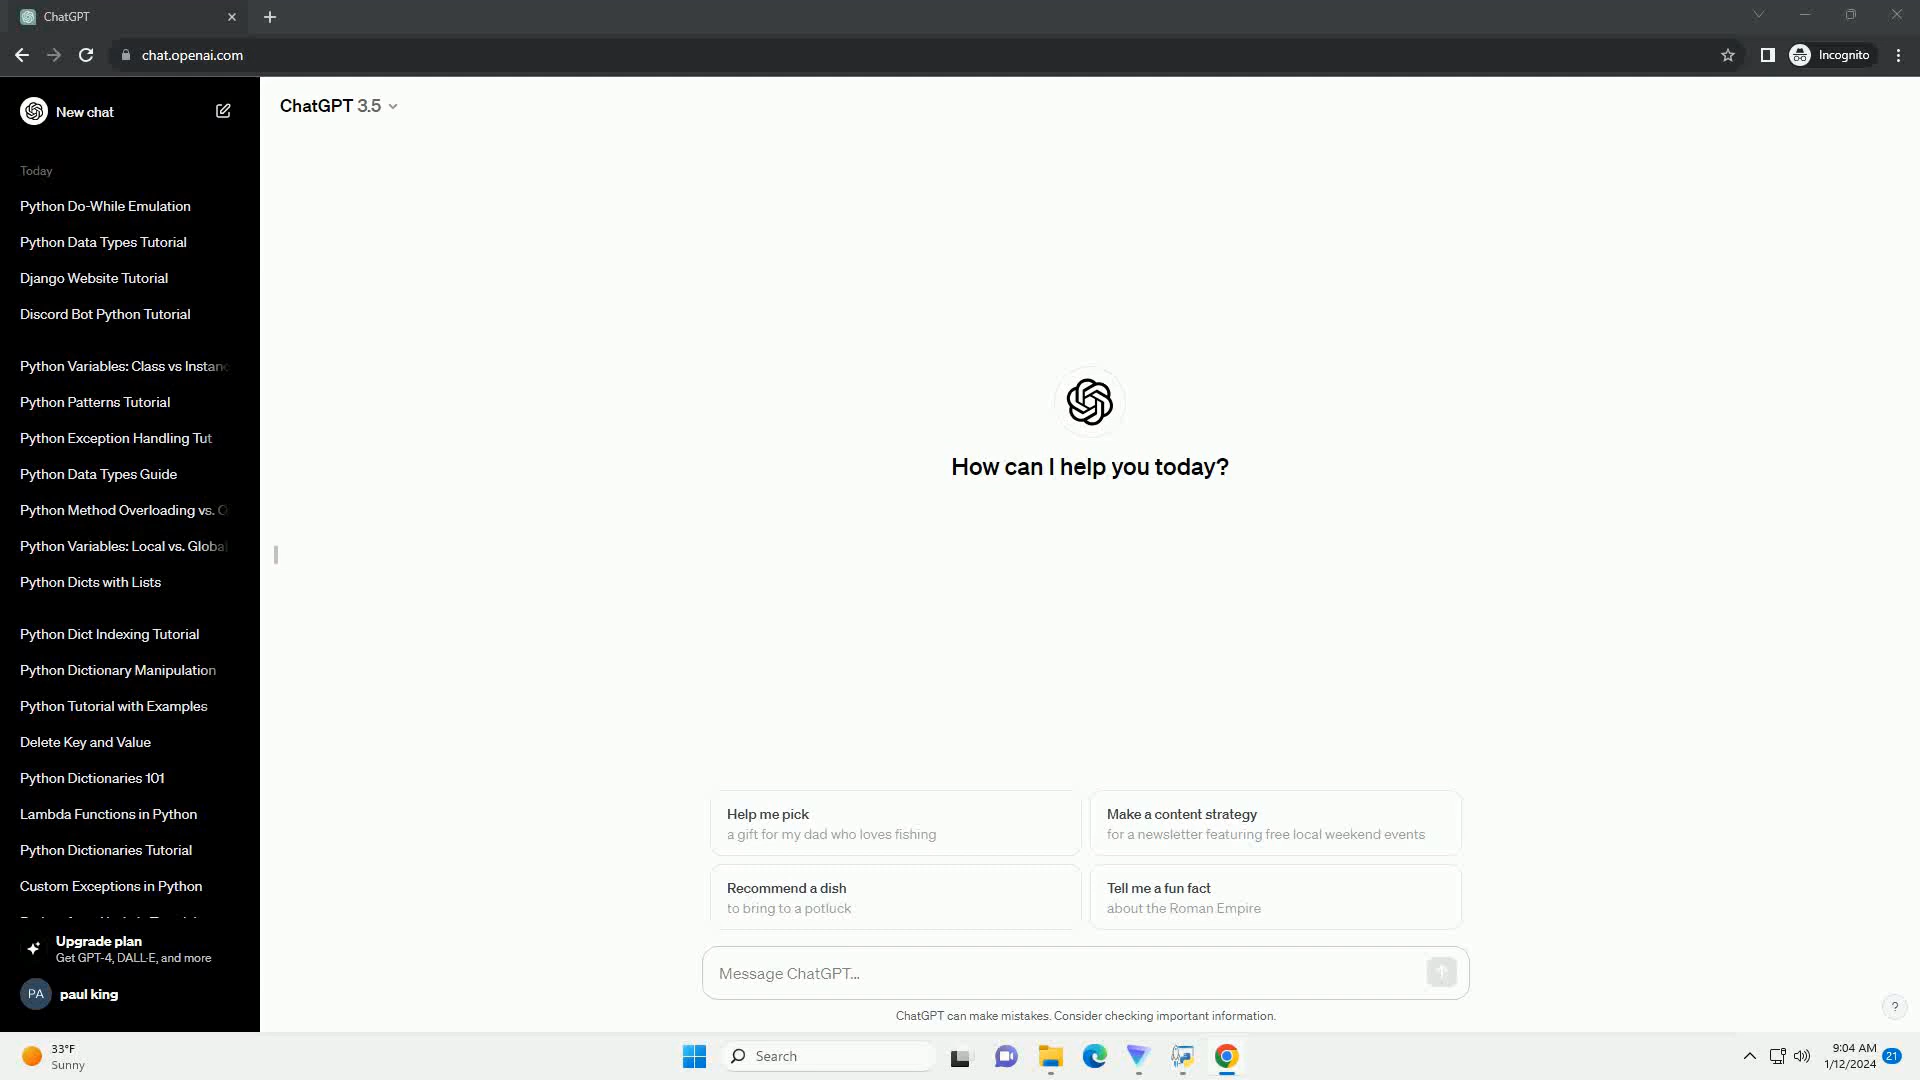 ChatGPT
chat.openai.com
Incognito
New chat
ChatGPT 3.5
Today
Python Do-While Emulation
Python Data Types Tutorial
Django Website Tutorial
Discord Bot Python Tutorial
Python Variables: Class vs Instanc
Python Patterns Tutorial
Python Exception Handling Tut
Python Data Types Guide
Python Method Overloading vs. O
Python Variables: Local vs. Global
Python Dicts with Lists
Python Dict Indexing Tutorial
Python Dictionary Manipulation
Python Tutorial with Examples
Delete Key and Value
Python Dictionaries 101
Lambda Functions in Python
Python Dictionaries Tutorial
Custom Exceptions in Python
Upgrade plan
Get GPT-4, DALL·E, and more
PA
paul king
How can I help you today?
Help me pick
a gift for my dad who loves fishing
Make a content strategy
for a newsletter featuring free local weekend events
Recommend a dish
to bring to a potluck
Tell me a fun fact
about the Roman Empire
Message ChatGPT...
ChatGPT can make mistakes. Consider checking important information.
?
33°F
Sunny
Search
9:04 AM
1/12/2024
21